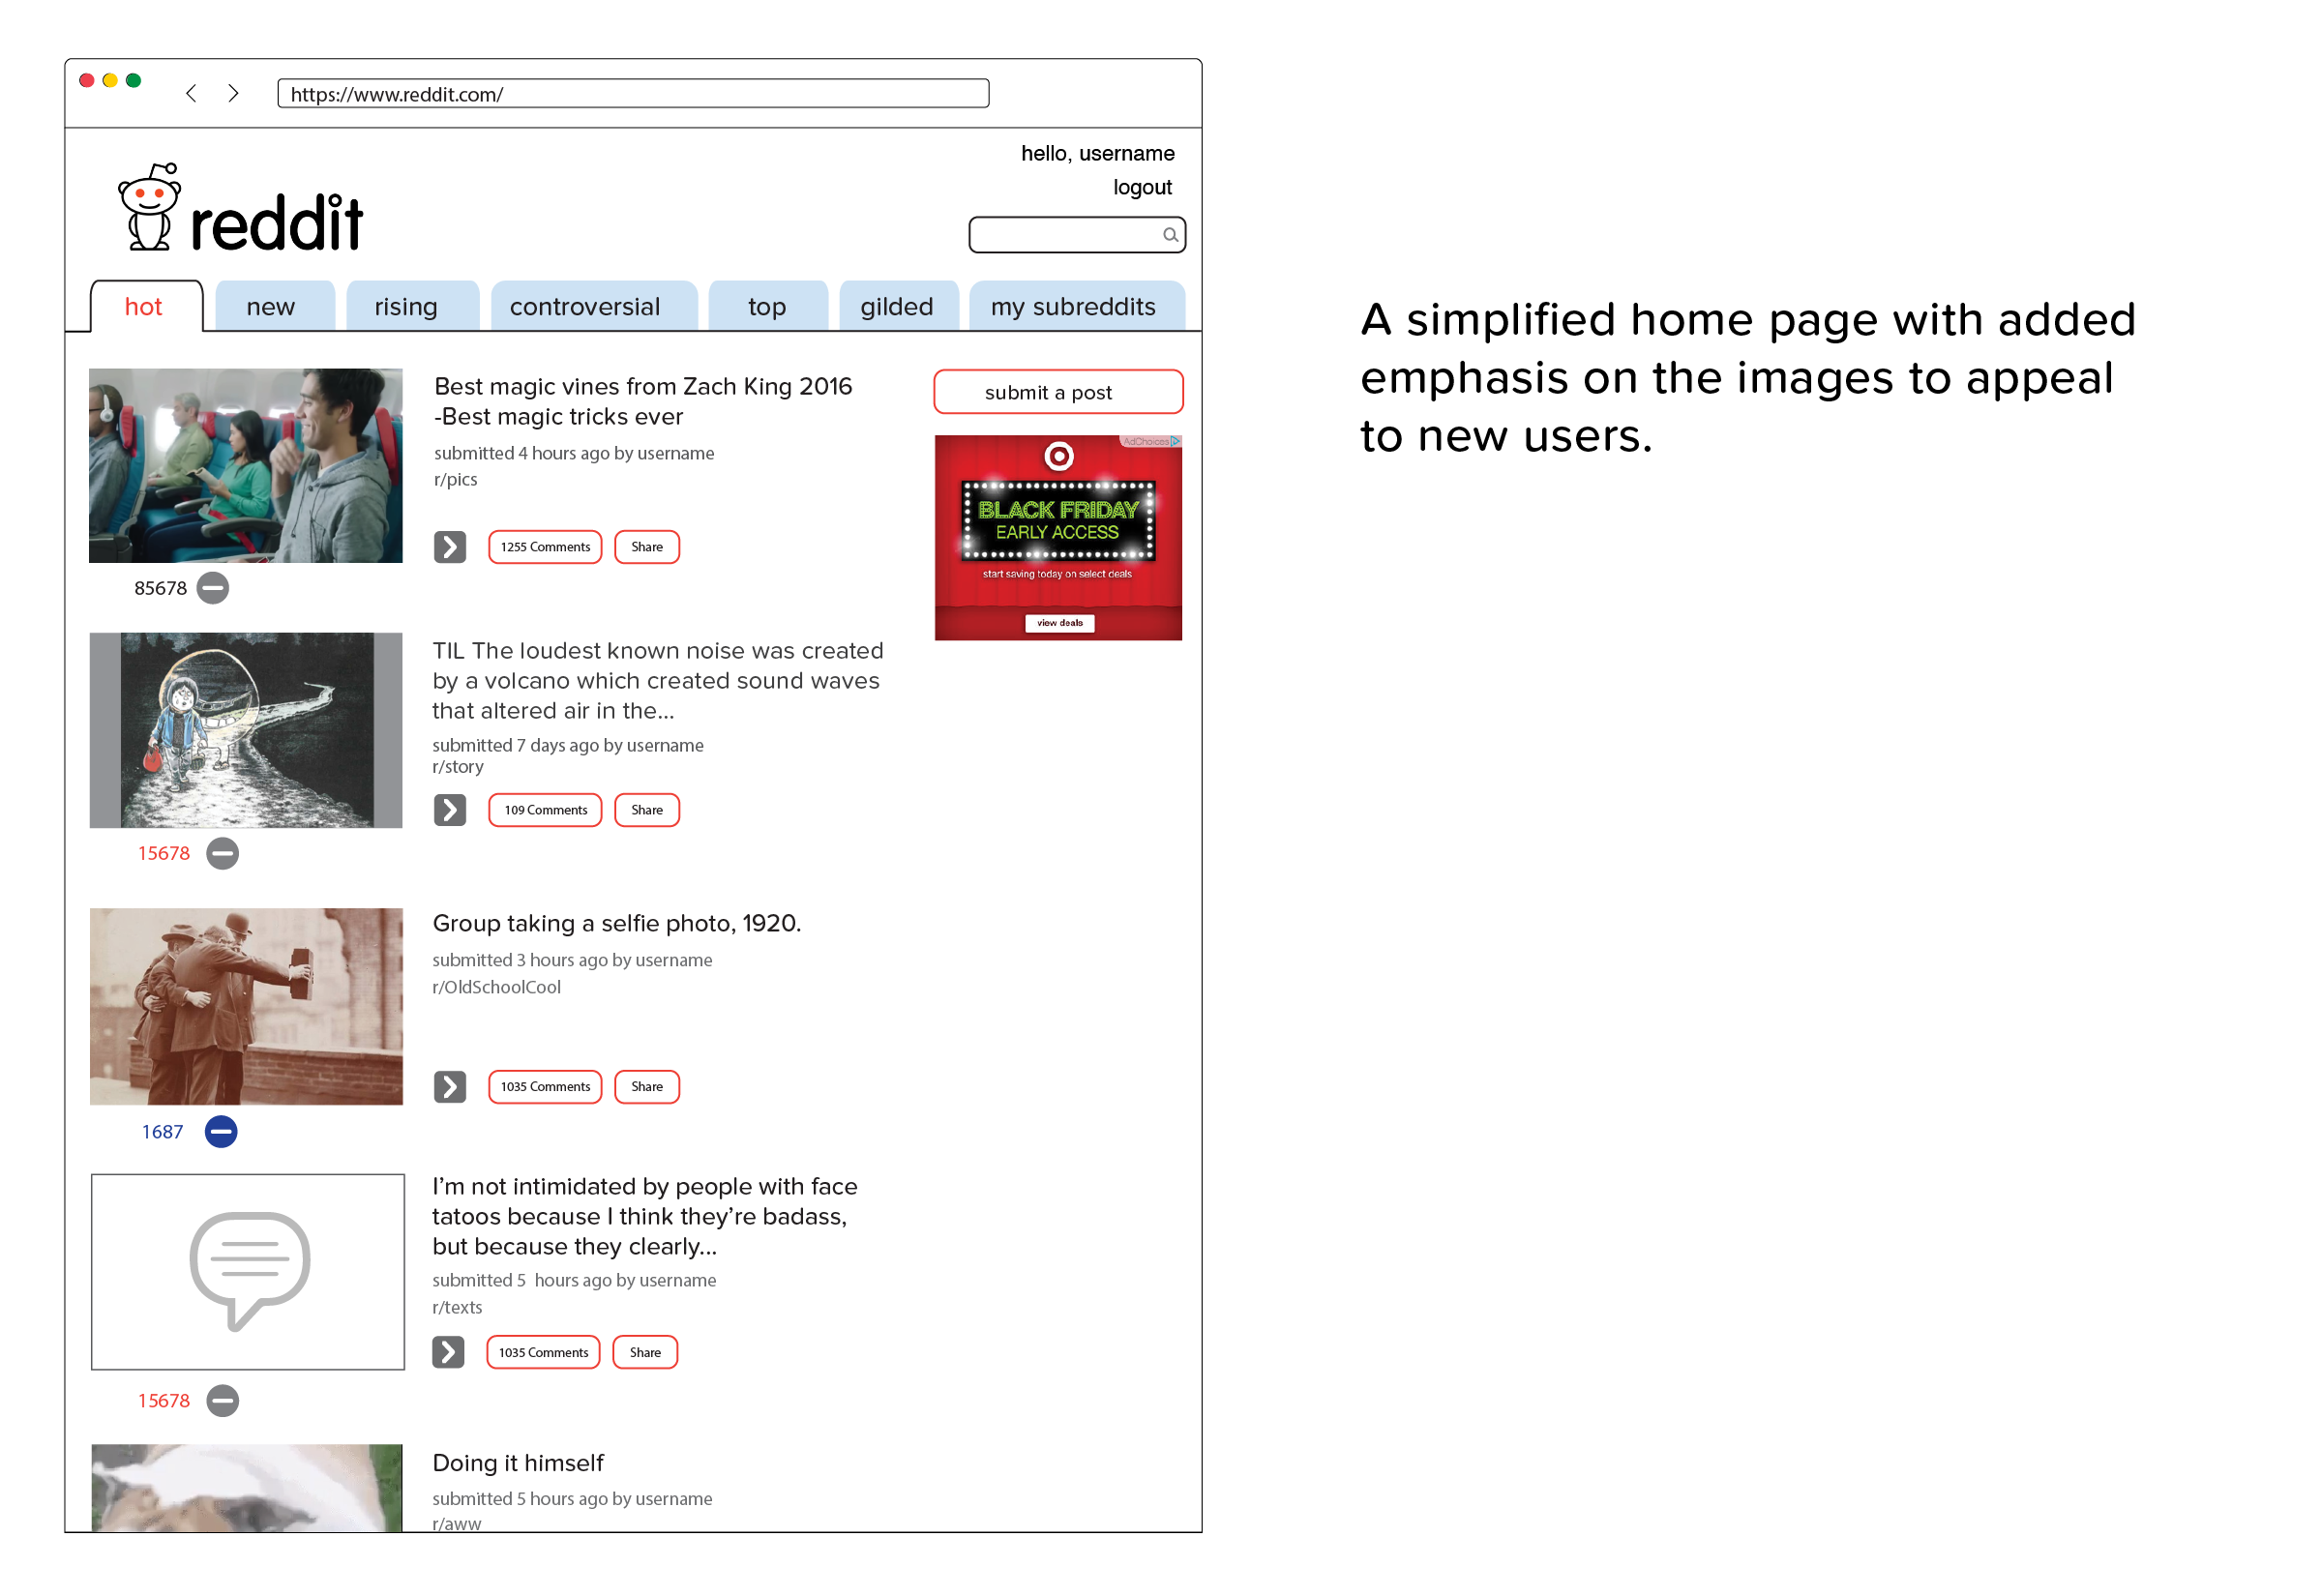 https://www.reddit.com/
hello, username
logout
reddit
hot
new
rising
controversial
top
gilded
my subreddits
Best magic vines from Zach King 2016
-Best magic tricks ever
submitted 4 hours ago by username
r/pics
1255 Comments
Share
85678
submit a post
AdChoices
BLACK FRIDAY
EARLY ACCESS
start saving today on select deals
view deals
TIL The loudest known noise was created
by a volcano which created sound waves
that altered air in the...
submitted 7 days ago by username
r/story
109 Comments
Share
15678
Group taking a selfie photo, 1920.
submitted 3 hours ago by username
r/OldSchoolCool
1035 Comments
Share
1687
I'm not intimidated by people with face
tatoos because I think they're badass,
but because they clearly...
submitted 5  hours ago by username
r/texts
1035 Comments
Share
15678
Doing it himself
submitted 5 hours ago by username
r/aww
A simplified home page with added
emphasis on the images to appeal
to new users.